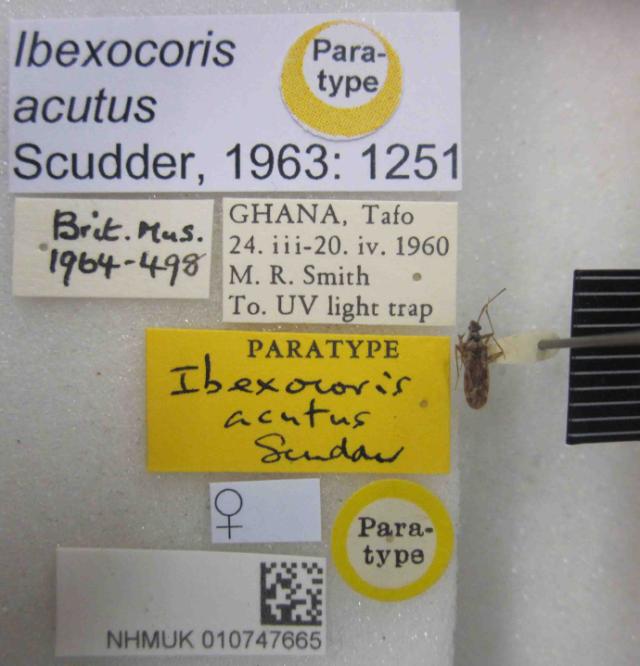 Ibexocoris
acutus
Scudder, 1963: 1251
Para-
type
Brit. Mus.
1964-498
GHANA, Tafo
24. iii-20. iv. 1960
M. R. Smith
To. UV light trap
PARATYPE
Ibexocoris
acutus
Scudder
♀
Para-
type
NHMUK 010747665